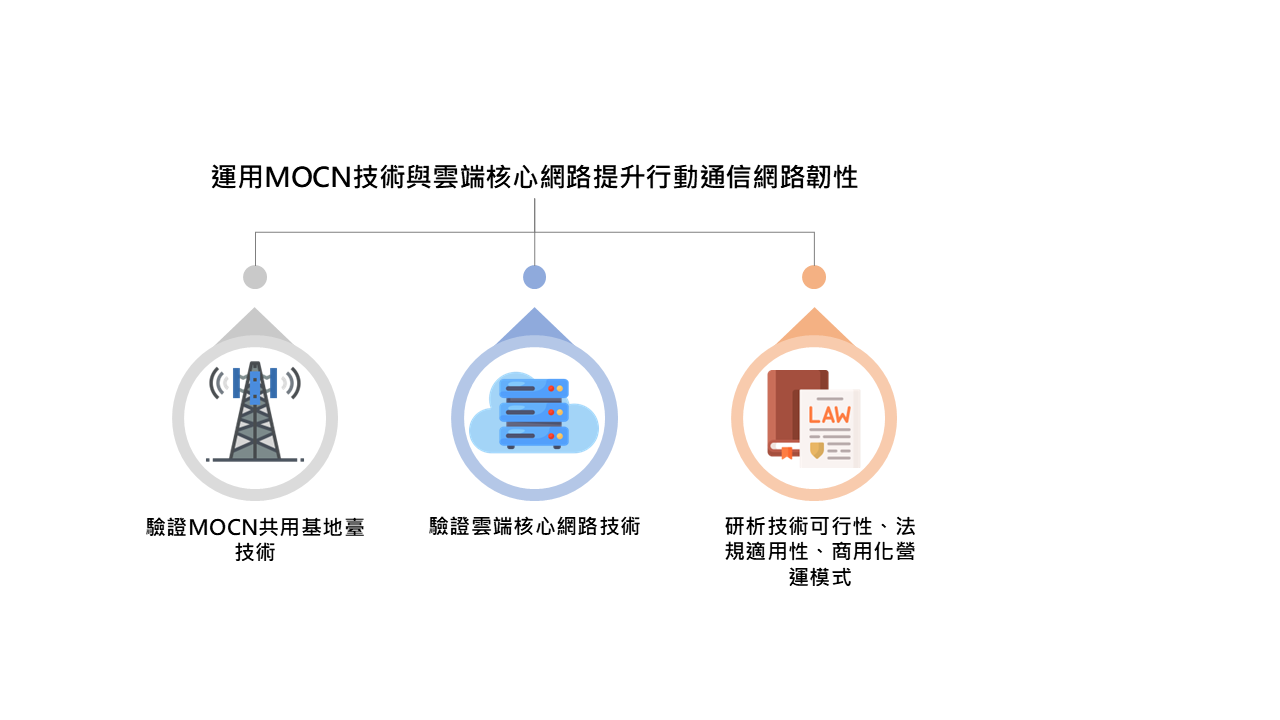 運用MOCN技術與雲端核心網路提升行動通信網路韌性
LAW
驗證MOCN共用基地臺
技術
驗證雲端核心網路技術
研析技術可行性、法
規適用性、商用化營
運模式